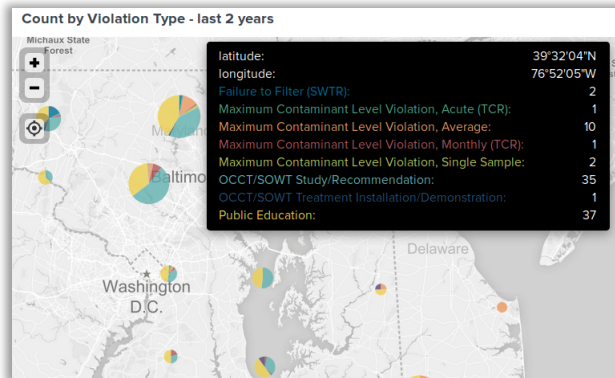 Count by Violation Type - last 2 years
Michaux State
Forest
+
−
latitude: 39°32'04"N
longitude: 76°52'05"W
Failure to Filter (SWTR): 2
Maximum Contaminant Level Violation, Acute (TCR): 1
Maximum Contaminant Level Violation, Average: 10
Maximum Contaminant Level Violation, Monthly (TCR): 1
Maximum Contaminant Level Violation, Single Sample: 2
OCCT/SOWT Study/Recommendation: 35
OCCT/SOWT Treatment Installation/Demonstration: 1
Public Education: 37
Baltimo
Delaware
Washington
D.C.